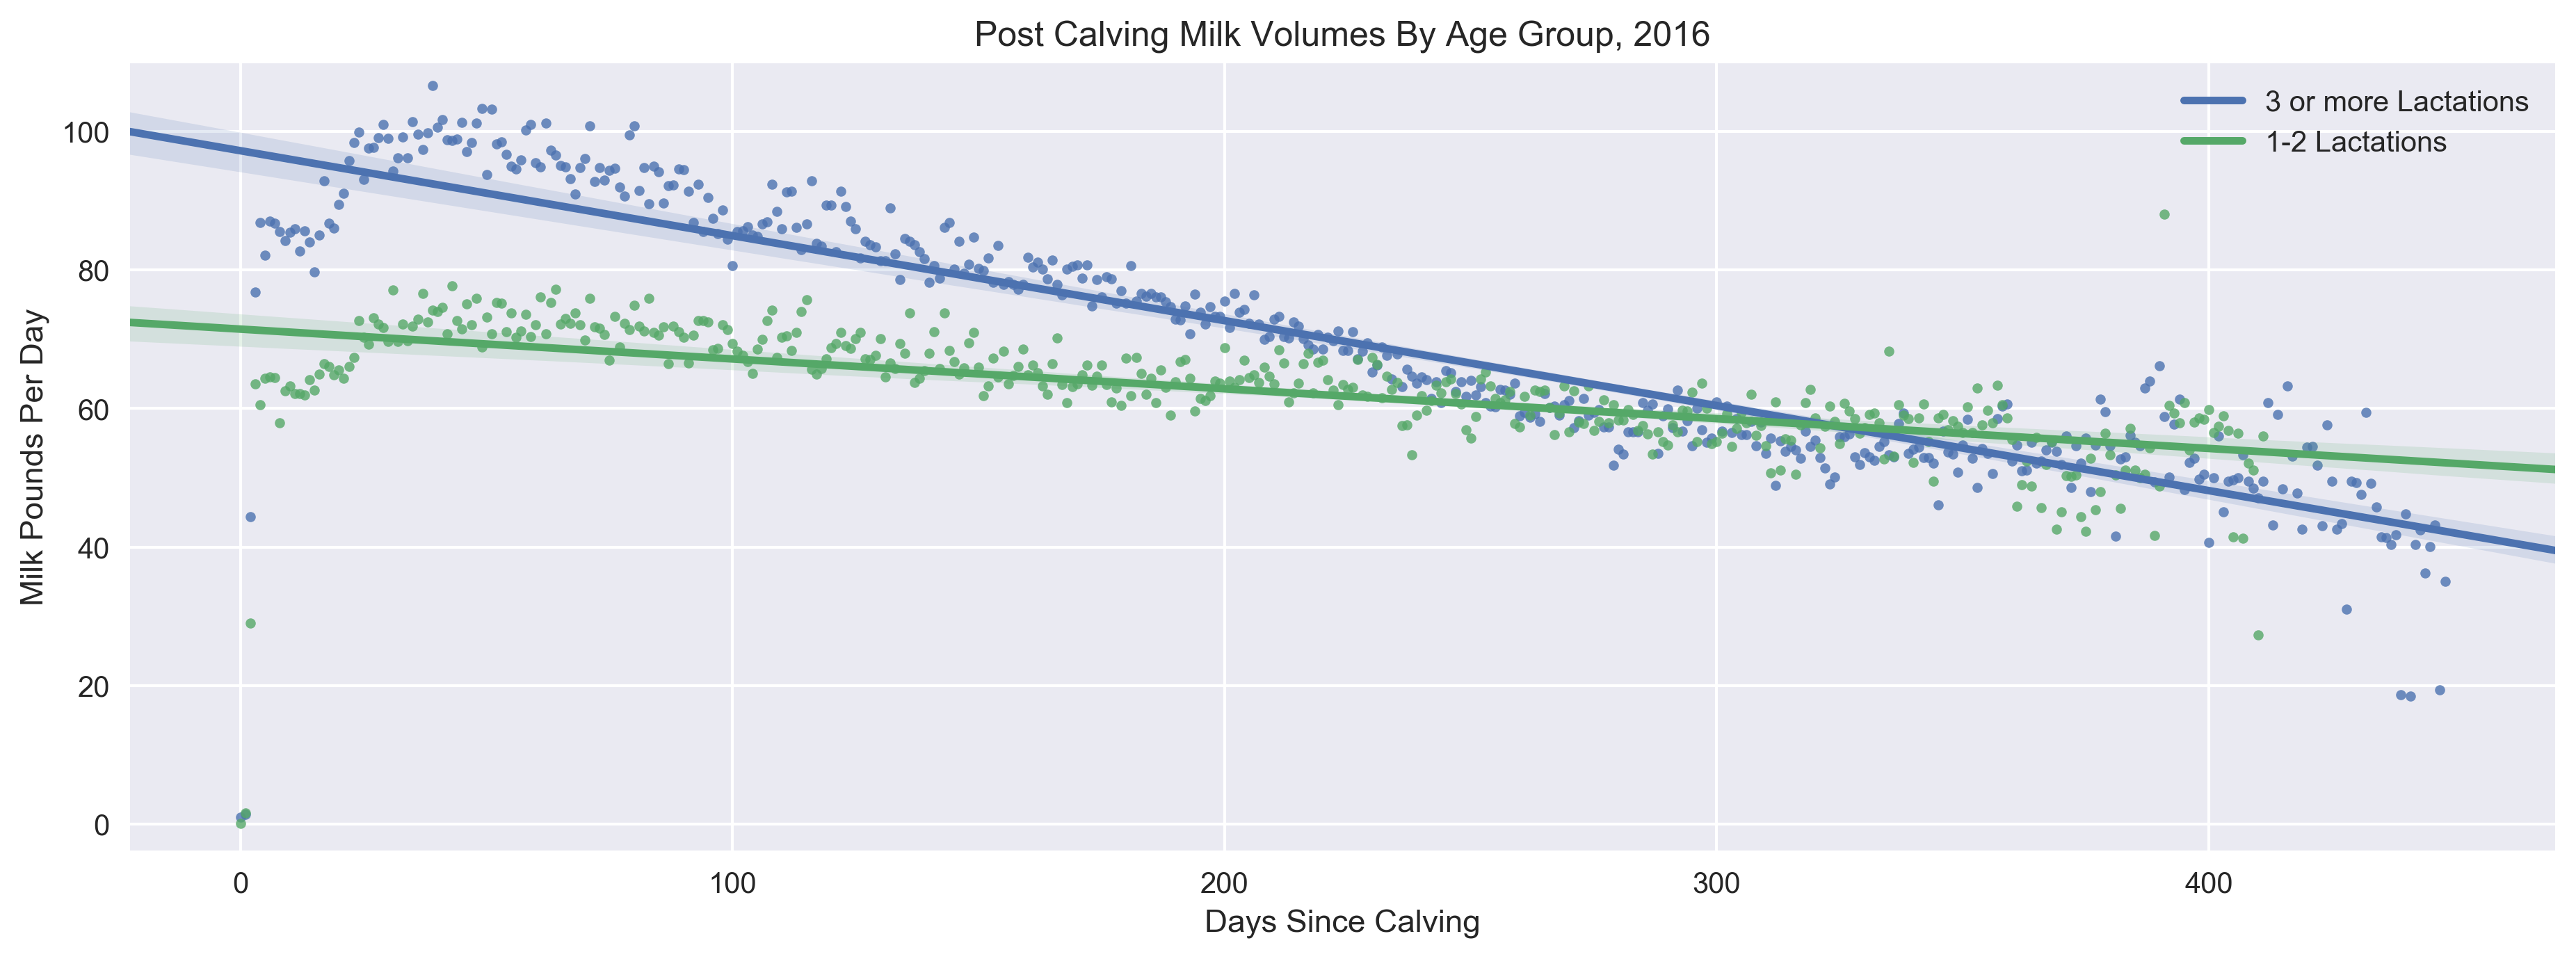 Post Calving Milk Volumes By Age Group, 2016
3 or more Lactations
1-2 Lactations
Milk Pounds Per Day
100
80
60
40
20
0
0 100 200 300 400
Days Since Calving